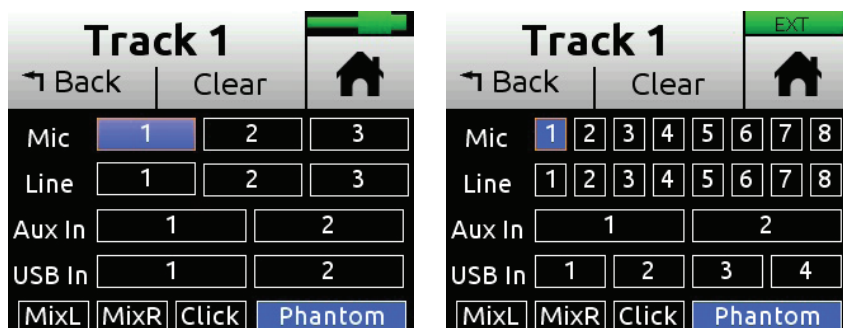 Track 1
Back Clear
Mic 1 2 3
Line 1 2 3
Aux In 1 2
USB In 1 2
MixL MixR Click Phantom
Track 1 EXT
Back Clear
Mic 1 2 3 4 5 6 7 8
Line 1 2 3 4 5 6 7 8
Aux In 1 2
USB In 1 2 3 4
MixL MixR Click Phantom